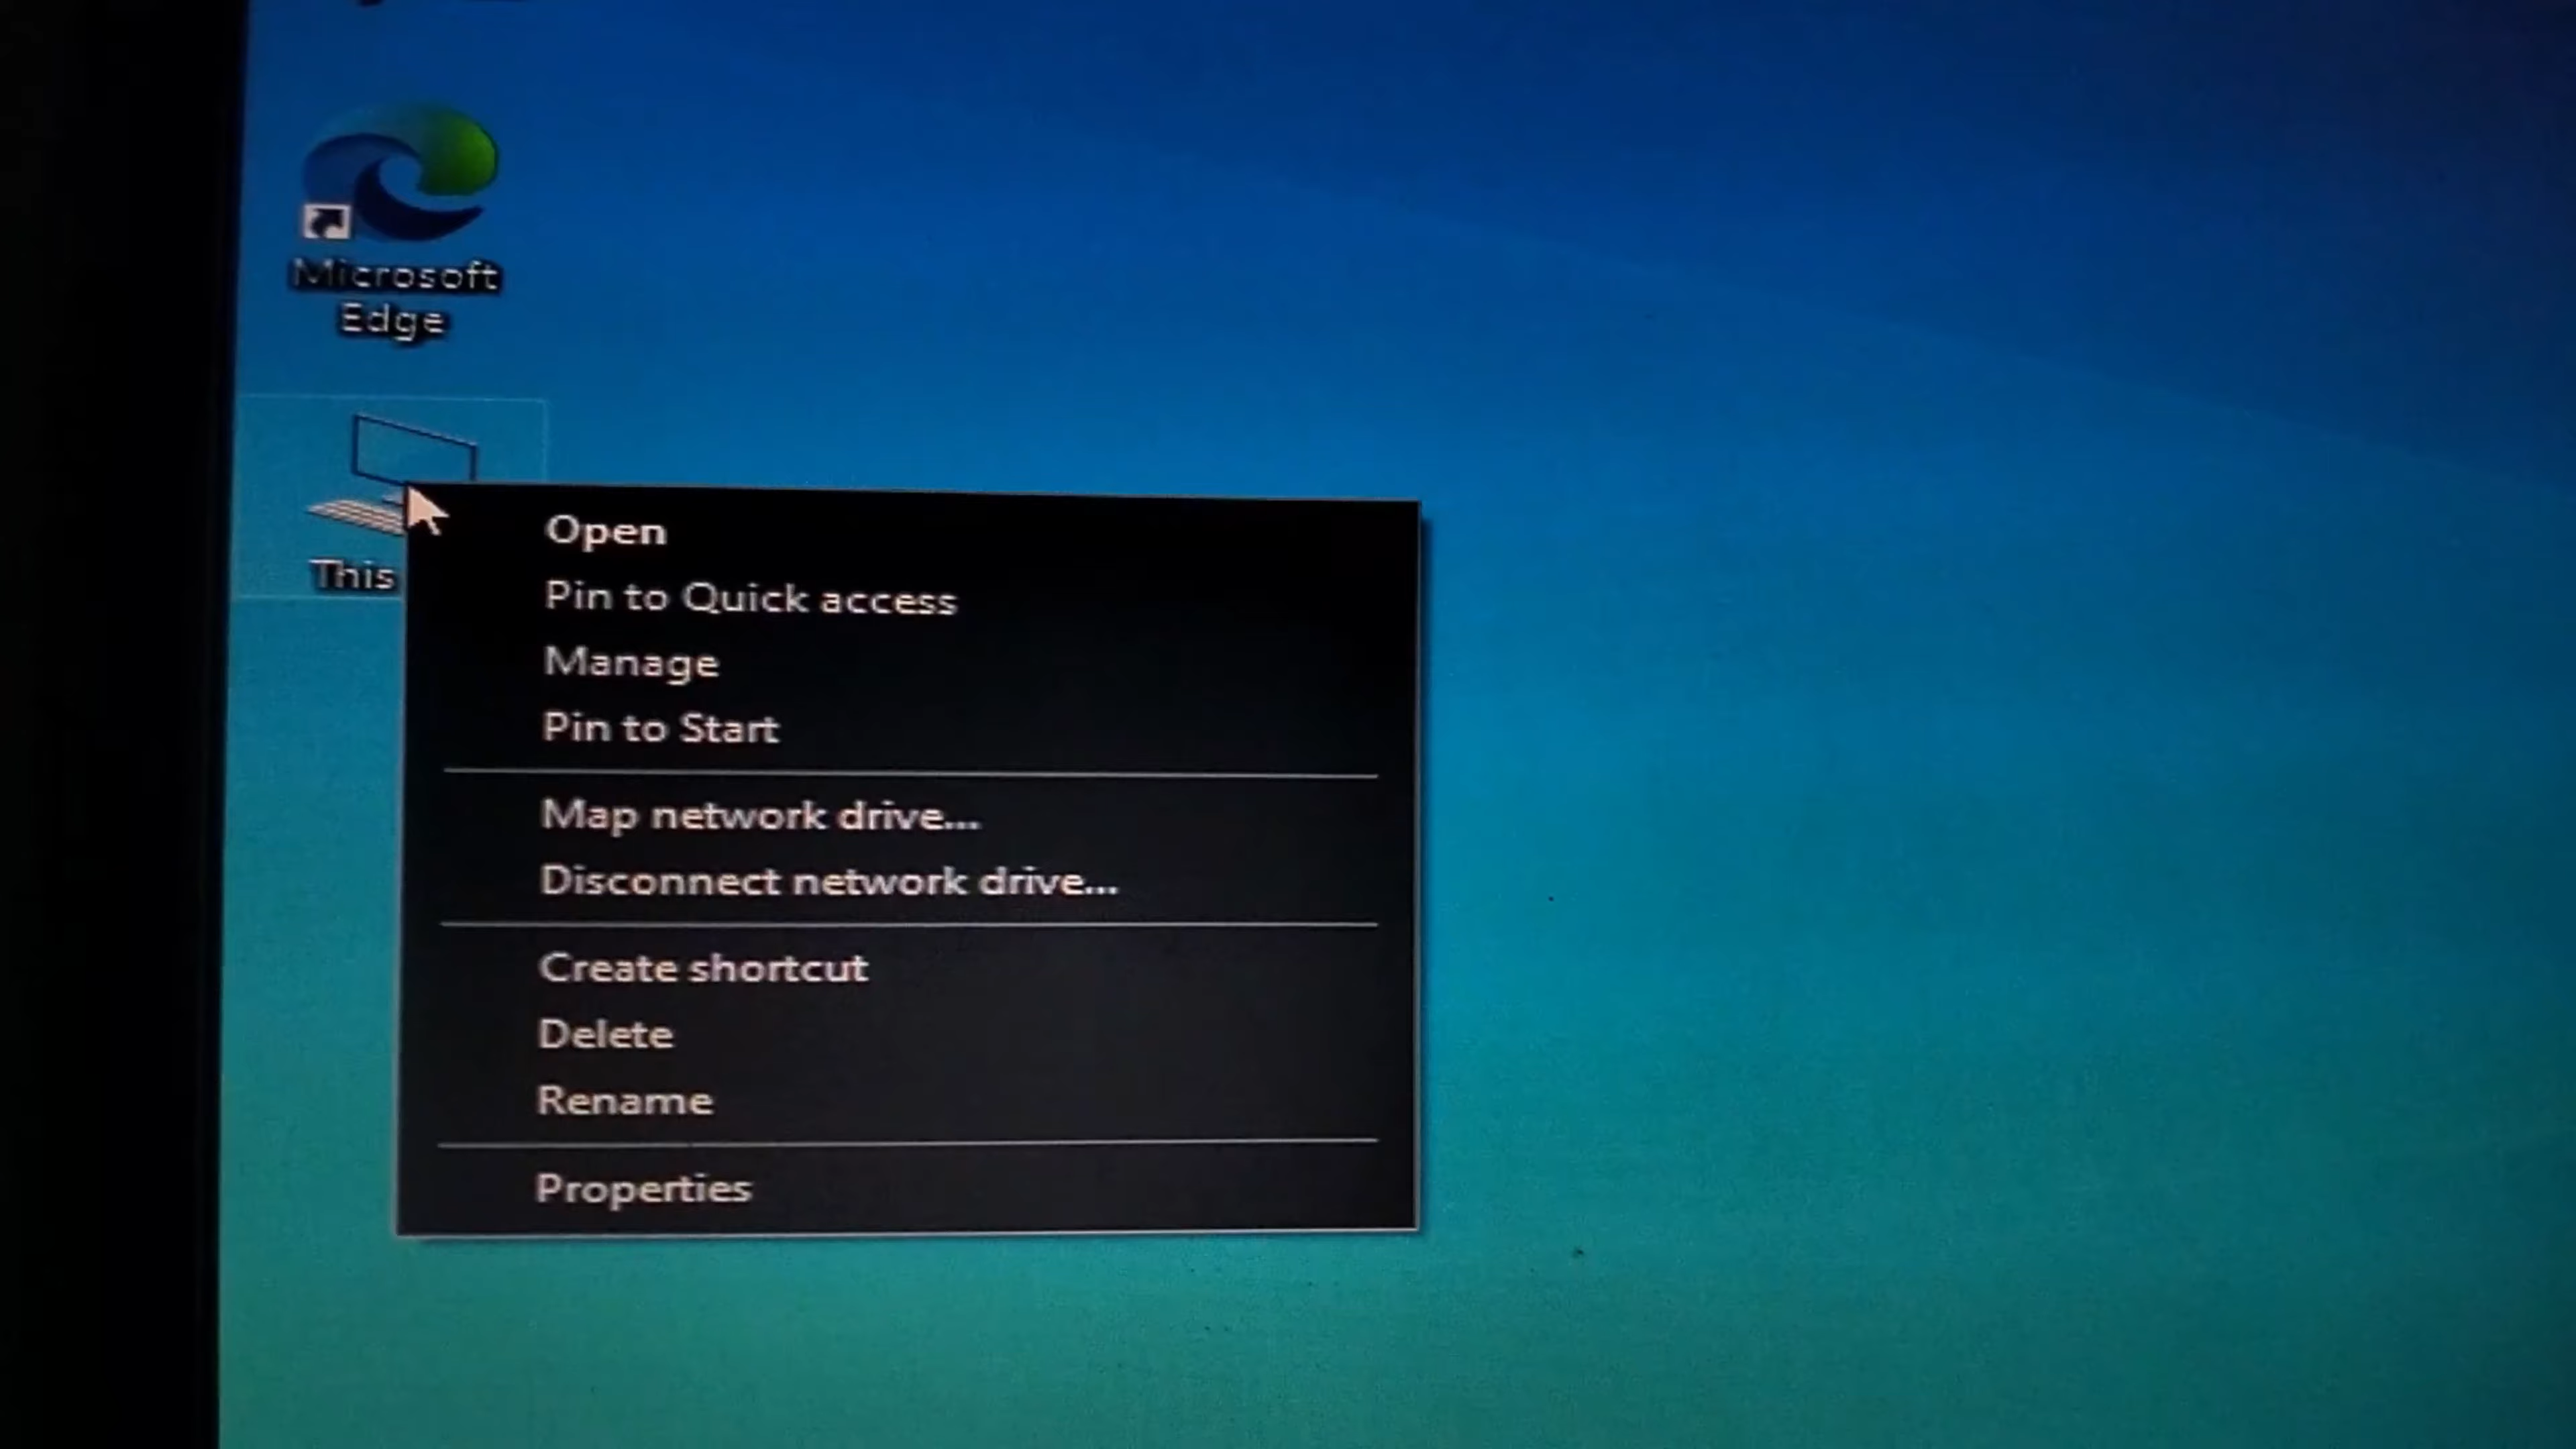 Microsoft
Edge
This
Open
Pin to Quick access
Manage
Pin to Start
Map network drive...
Disconnect network drive...
Create shortcut
Delete
Rename
Properties